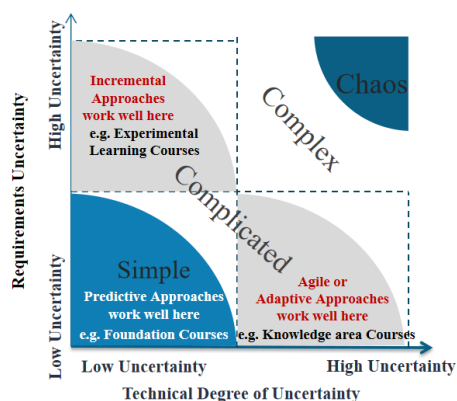 Requirements Uncertainty
High Uncertainty
Low Uncertainty
Incremental
Approaches
work well here
e.g. Experimental
Learning Courses
Complex
Chaos
Complicated
Simple
Predictive Approaches
work well here
e.g. Foundation Courses
Agile or
Adaptive Approaches
work well here
e.g. Knowledge area Courses
Low Uncertainty
High Uncertainty
Technical Degree of Uncertainty